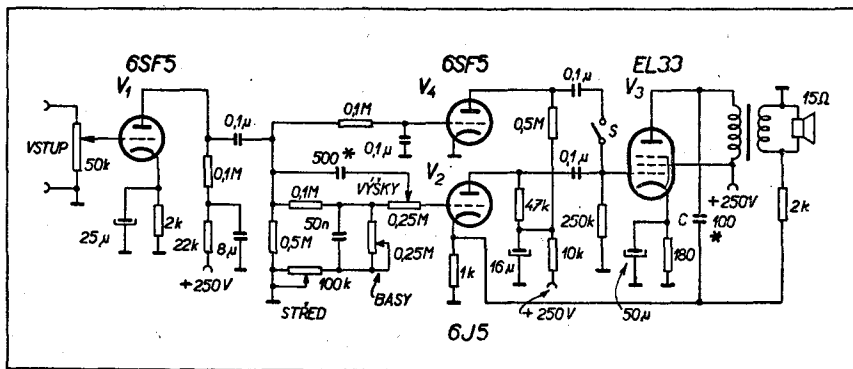 6SF5
V1
VSTUP
50k
25μ
2k
0,1M
22k
8μ
+250V
0,1μ
0,1M
0,1μ
500*
VÝŠKY
0,1M
50n
0,25M
0,5M
0,25M
100k
STŘED
BASY
6SF5
V4
V2
6J5
1k
47k
16μ
0,5M
10k
+250V
0,1μ
0,1μ
S
250k
EL33
V3
50μ
180
C
100
*
+250V
15Ω
2k